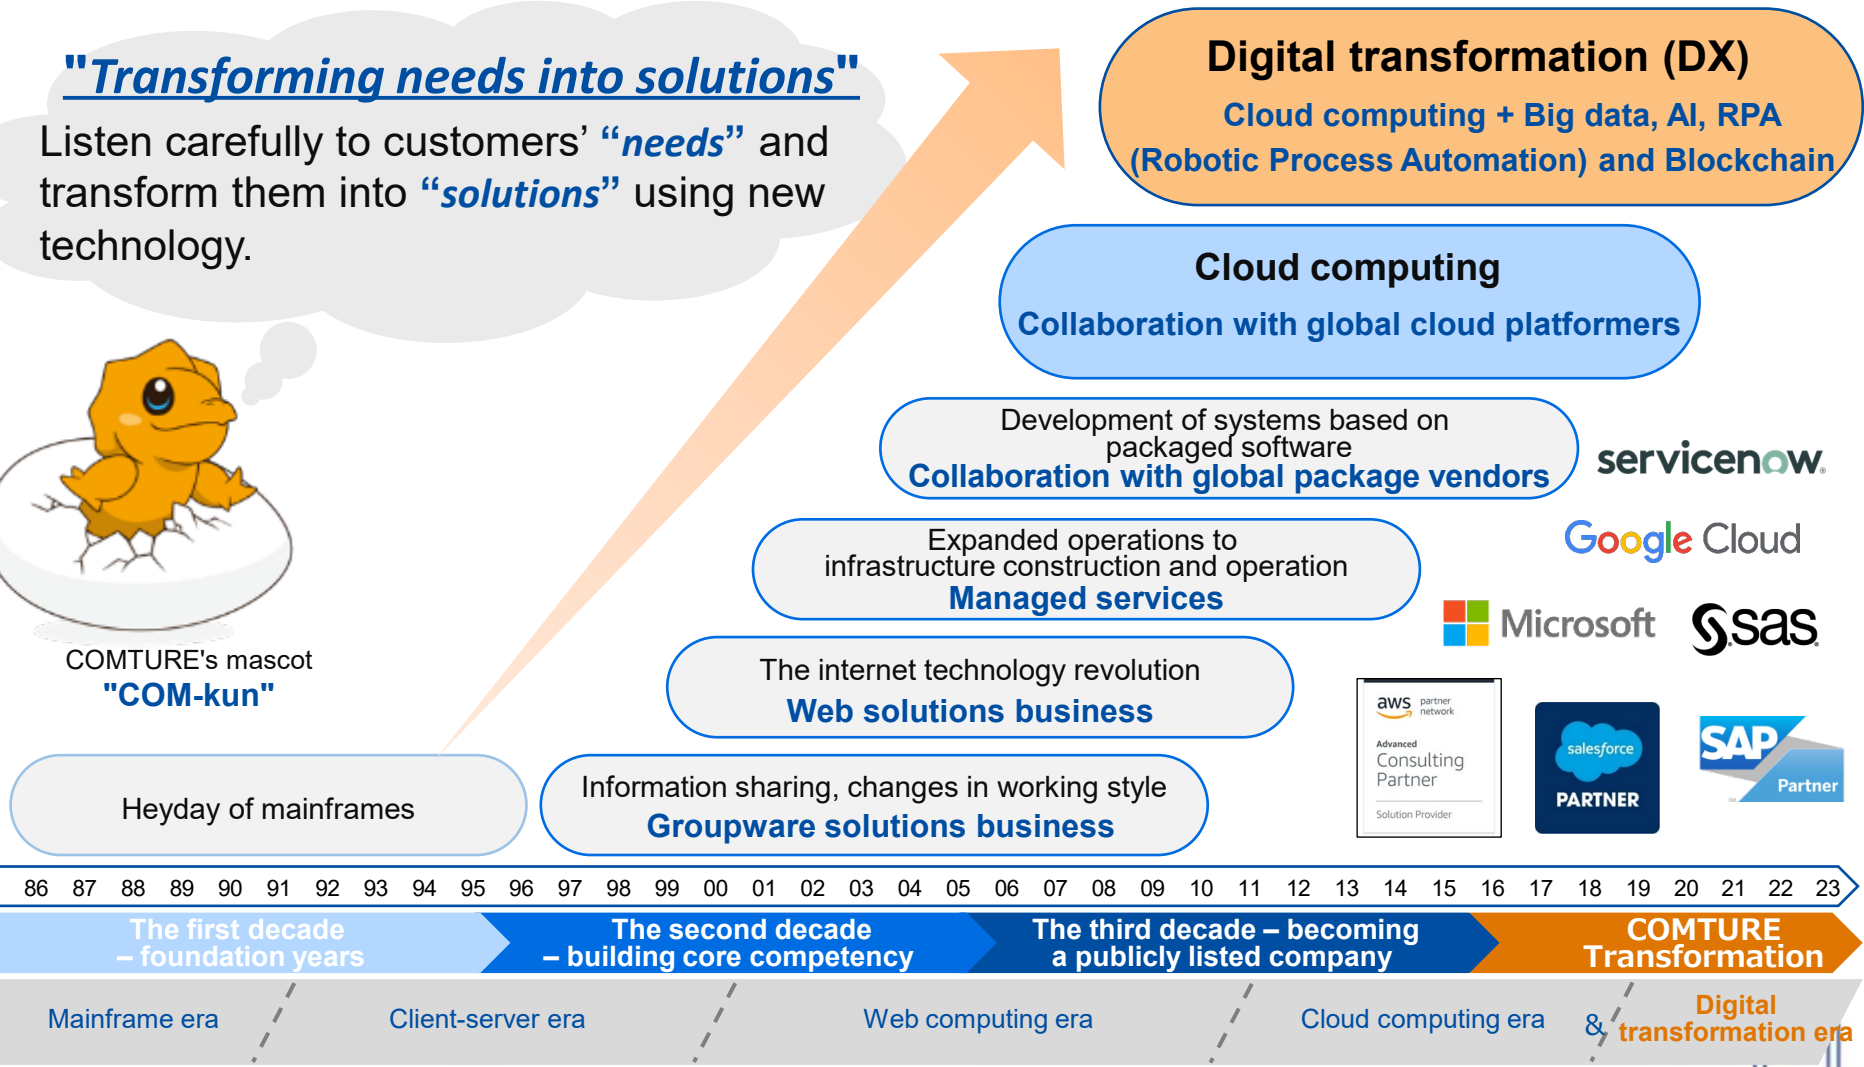 "Transforming needs into solutions"
Listen carefully to customers’ “needs” and
transform them into “solutions” using new
technology.
COMTURE's mascot
"COM-kun"
Digital transformation (DX)
Cloud computing + Big data, AI, RPA
(Robotic Process Automation) and Blockchain
Cloud computing
Collaboration with global cloud platformers
Development of systems based on
packaged software
Collaboration with global package vendors
Expanded operations to
infrastructure construction and operation
Managed services
The internet technology revolution
Web solutions business
Heyday of mainframes
Information sharing, changes in working style
Groupware solutions business
servicenow.
Google Cloud
Microsoft
sas
aws partner
network
Advanced
Consulting
Partner
Solution Provider
salesforce
PARTNER
SAP
Partner
86 87 88 89 90 91 92 93 94 95 96 97 98 99 00 01 02 03 04 05 06 07 08 09 10 11 12 13 14 15 16 17 18 19 20 21 22 23
The first decade
– foundation years
The second decade
– building core competency
The third decade – becoming
a publicly listed company
COMTURE
Transformation
Mainframe era
Client-server era
Web computing era
Cloud computing era
&
Digital
transformation era